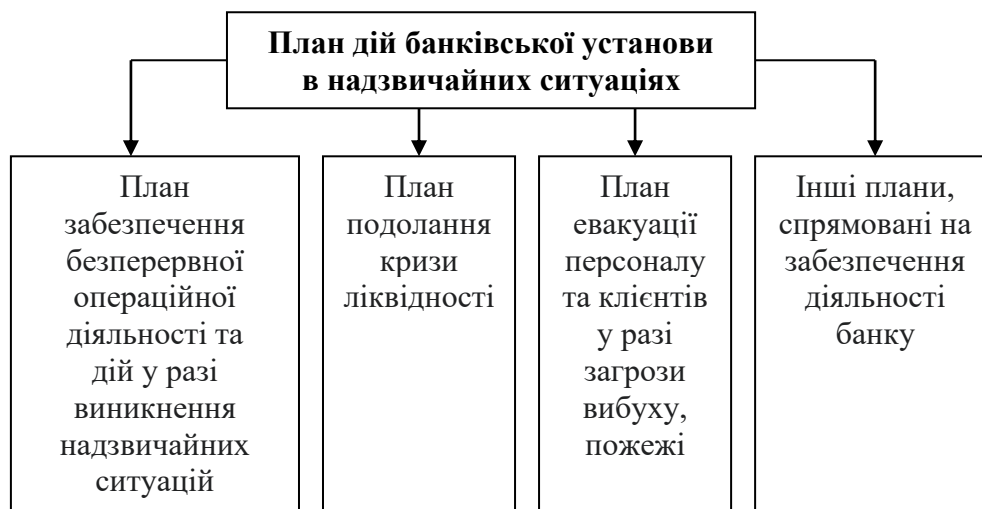 План дій банківської установи
в надзвичайних ситуаціях
План
забезпечення
безперервної
операційної
діяльності та
дій у разі
виникнення
надзвичайних
ситуацій
План
подолання
кризи
ліквідності
План
евакуації
персоналу
та клієнтів
у разі
загрози
вибуху,
пожежі
Інші плани,
спрямовані на
забезпечення
діяльності
банку